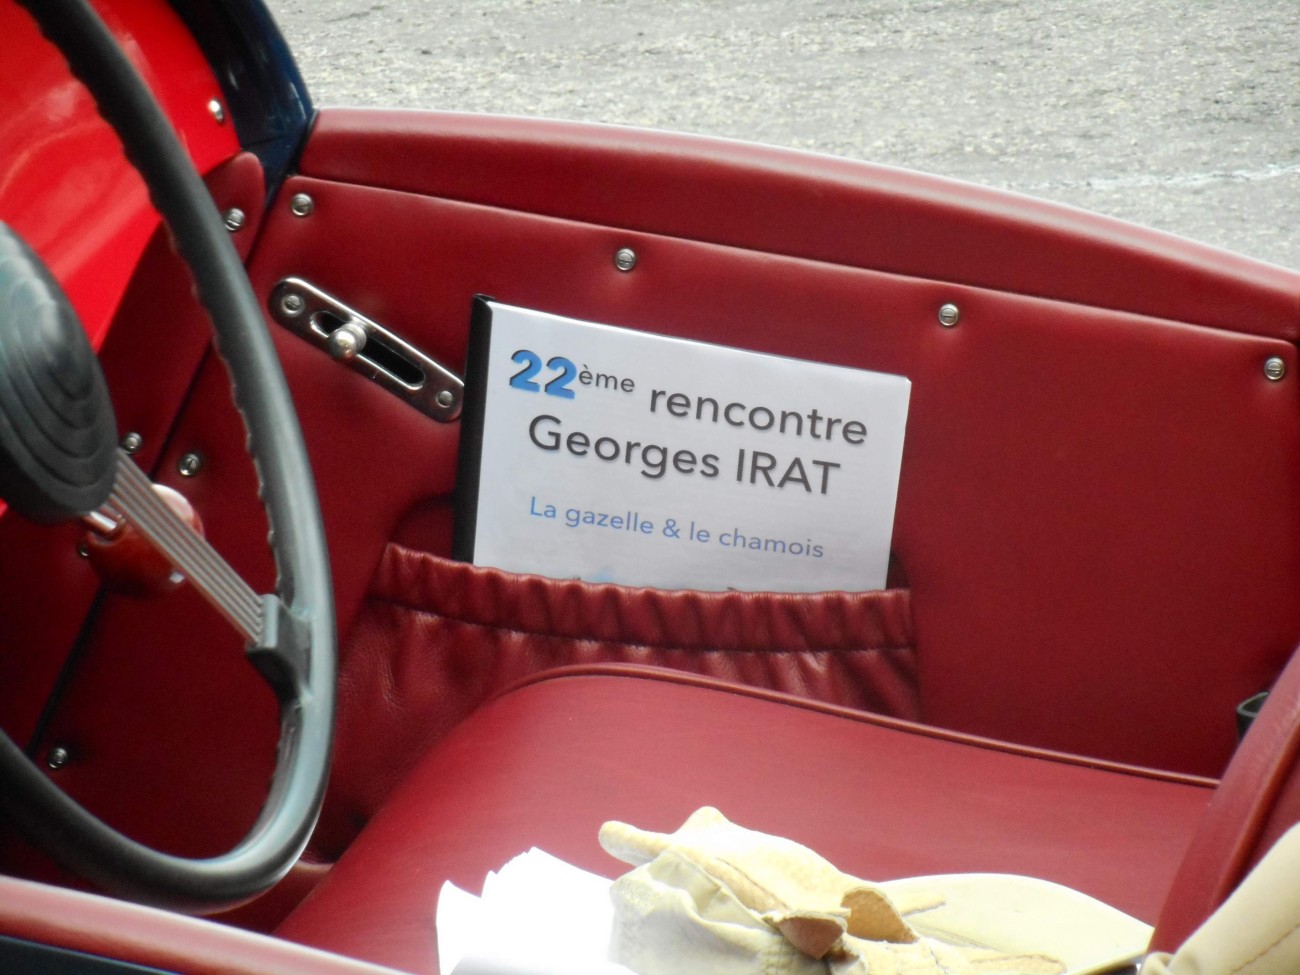 22ème rencontre
Georges IRAT
La gazelle & le chamois